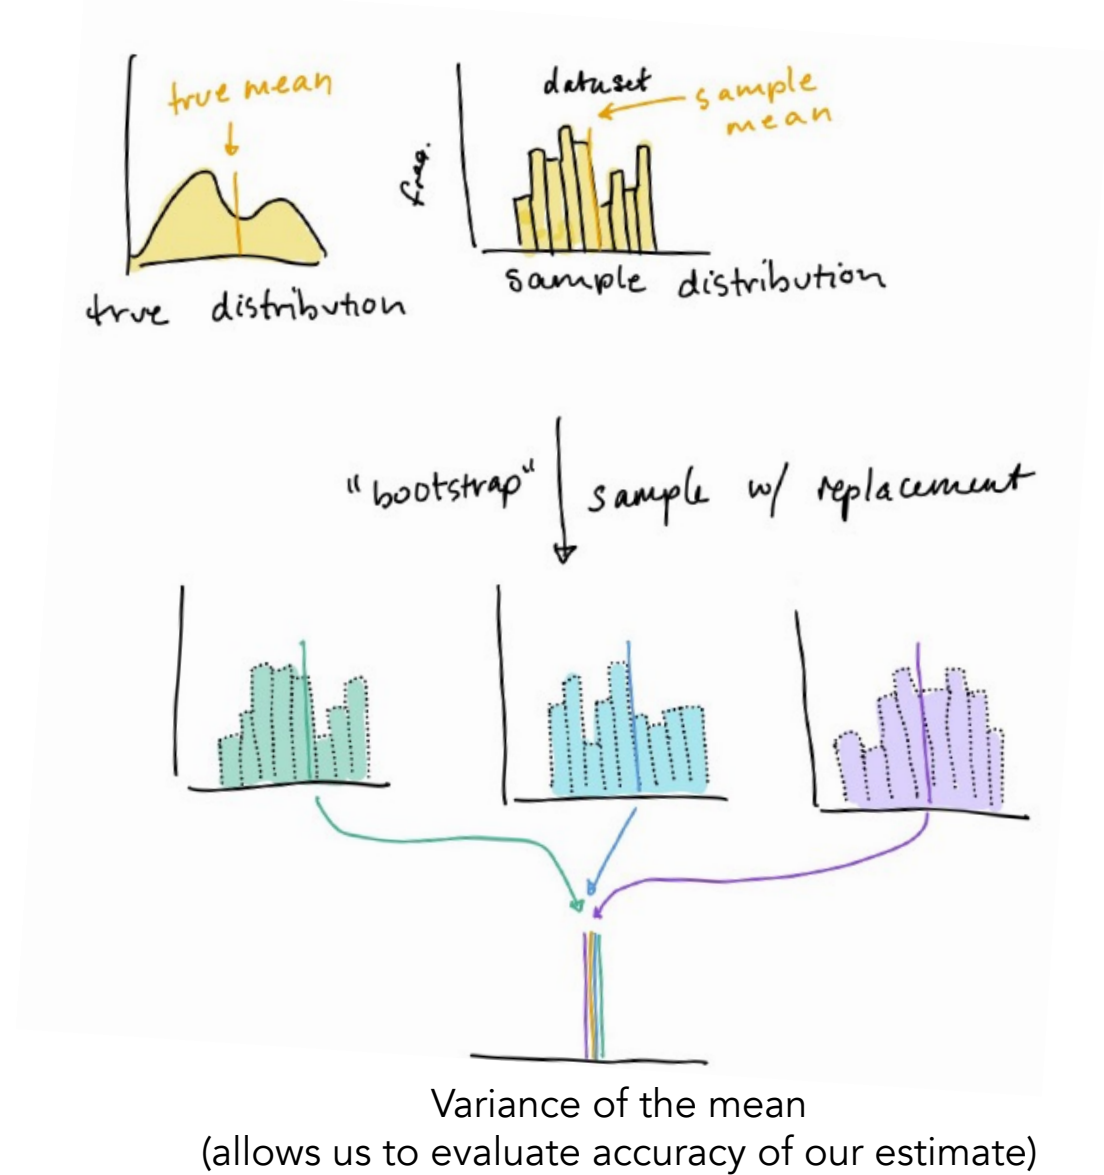 true mean
dataset
sample
mean
freq.
true distribution
sample distribution
"bootstrap"
sample w/ replacement
Variance of the mean
(allows us to evaluate accuracy of our estimate)